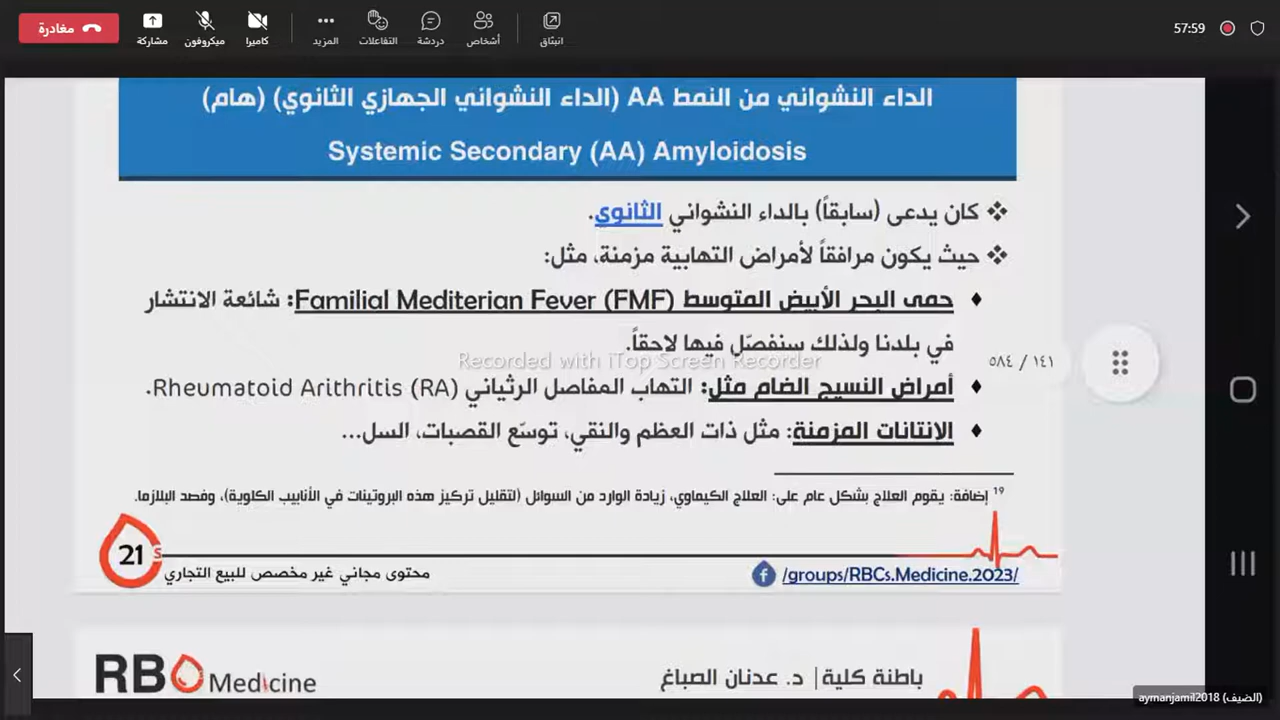 مغادرة
مشاركة
ميكروفون
كاميرا
المزيد
التفاعلات
دردشة
أشخاص
انبثاق
57:59
الداء النشواني من النمط AA (الداء النشواني الجهازي الثانوي) (هام)
Systemic Secondary (AA) Amyloidosis
❖ كان يدعى (سابقاً) بالداء النشواني الثانوي.
❖ حيث يكون مرافقاً لأمراض التهابية مزمنة، مثل:
♦ حمى البحر الأبيض المتوسط Familial Mediterian Fever (FMF): شائعة الانتشار
في بلدنا ولذلك سنفصّل فيها لاحقاً.
Recorded with iTop Screen Recorder
١٤١ / ٥٨٤
♦ أمراض النسيج الضام مثل: التهاب المفاصل الرثياني Rheumatoid Arithritis (RA).
♦ الانتانات المزمنة: مثل ذات العظم والنقي، توسّع القصبات، السل...
19 إضافة: يقوم العلاج بشكل عام على: العلاج الكيماوي، زيادة الوارد من السوائل (لتقليل تركيز هذه البروتينات في الأنابيب الكلوية)، وفصد البلازما.
21
S
محتوى مجاني غير مخصص للبيع التجاري
/groups/RBCs.Medicine.2023/
RB Medicine
باطنة كلية | د. عدنان الصباغ
aymanjamil2018 (الضيف)